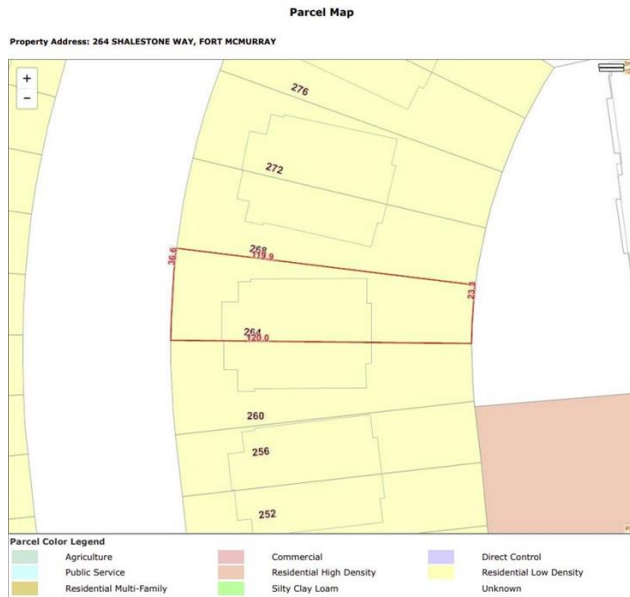 Parcel Map
Property Address: 264 SHALESTONE WAY, FORT MCMURRAY
+
−
276
272
268
119.9
36.6
23.3
264
120.0
260
256
252
Parcel Color Legend
Agriculture Commercial Direct Control
Public Service Residential High Density Residential Low Density
Residential Multi-Family Silty Clay Loam Unknown